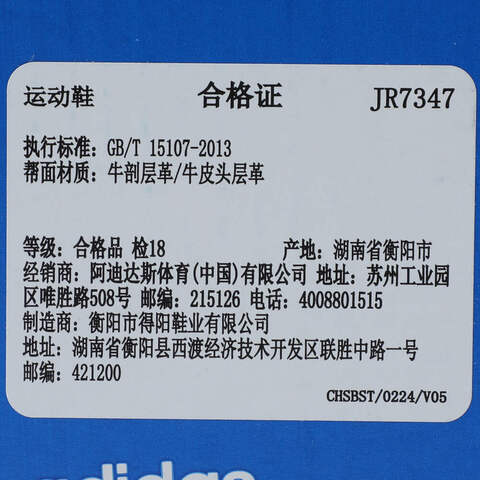 运动鞋 合格证 JR7347
执行标准: GB/T 15107-2013
帮面材质: 牛剖层革/牛皮头层革
等级: 合格品 检18 产地: 湖南省衡阳市
经销商: 阿迪达斯体育(中国)有限公司 地址: 苏州工业园
区唯胜路508号 邮编: 215126 电话: 4008801515
制造商: 衡阳市得阳鞋业有限公司
地址: 湖南省衡阳县西渡经济技术开发区联胜中路一号
邮编: 421200
CHSBST/0224/V05
adidas